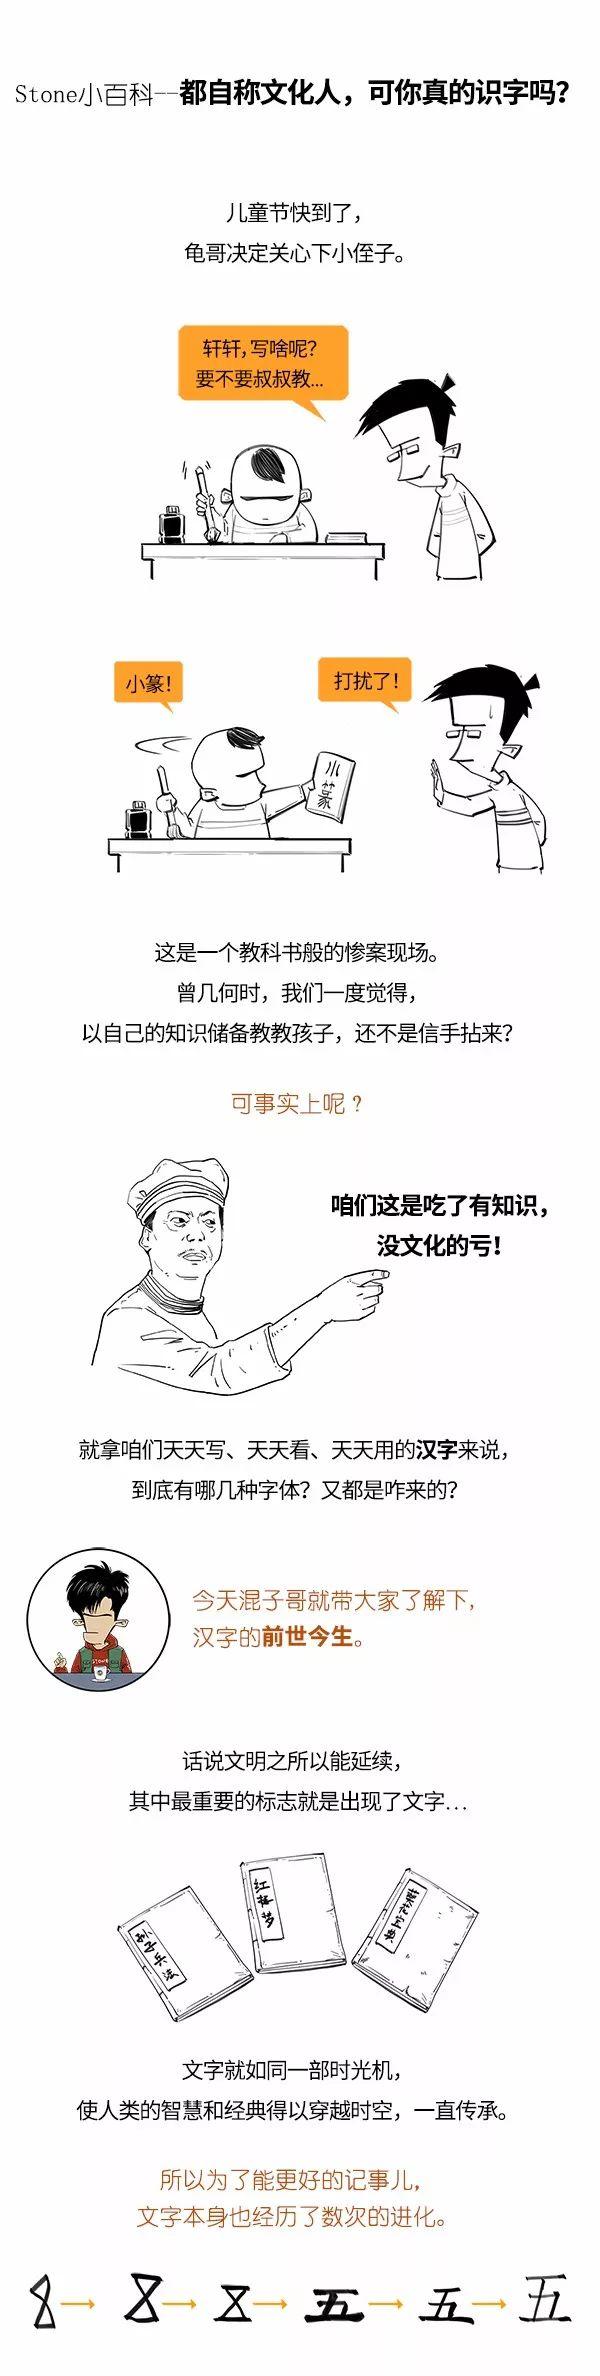 Stone小百科--都自称文化人，可你真的识字吗？
儿童节快到了，
龟哥决定关心下小侄子。
轩轩，写啥呢？
要不要叔叔教...
小篆！
打扰了！
小篆
这是一个教科书般的惨案现场。
曾几何时，我们一度觉得，
以自己的知识储备教教孩子，还不是信手拈来？
可事实上呢？
咱们这是吃了有知识，
没文化的亏！
就拿咱们天天写、天天看、天天用的汉字来说，
到底有哪几种字体？又都是咋来的？
今天混子哥就带大家了解下，
汉字的前世今生。
STONE
话说文明之所以能延续，
其中最重要的标志就是出现了文字...
孙子兵法
红楼梦
葵花宝典
文字就如同一部时光机，
使人类的智慧和经典得以穿越时空，一直传承。
所以为了能更好的记事儿，
文字本身也经历了数次的进化。
五→五→五→五→五→五